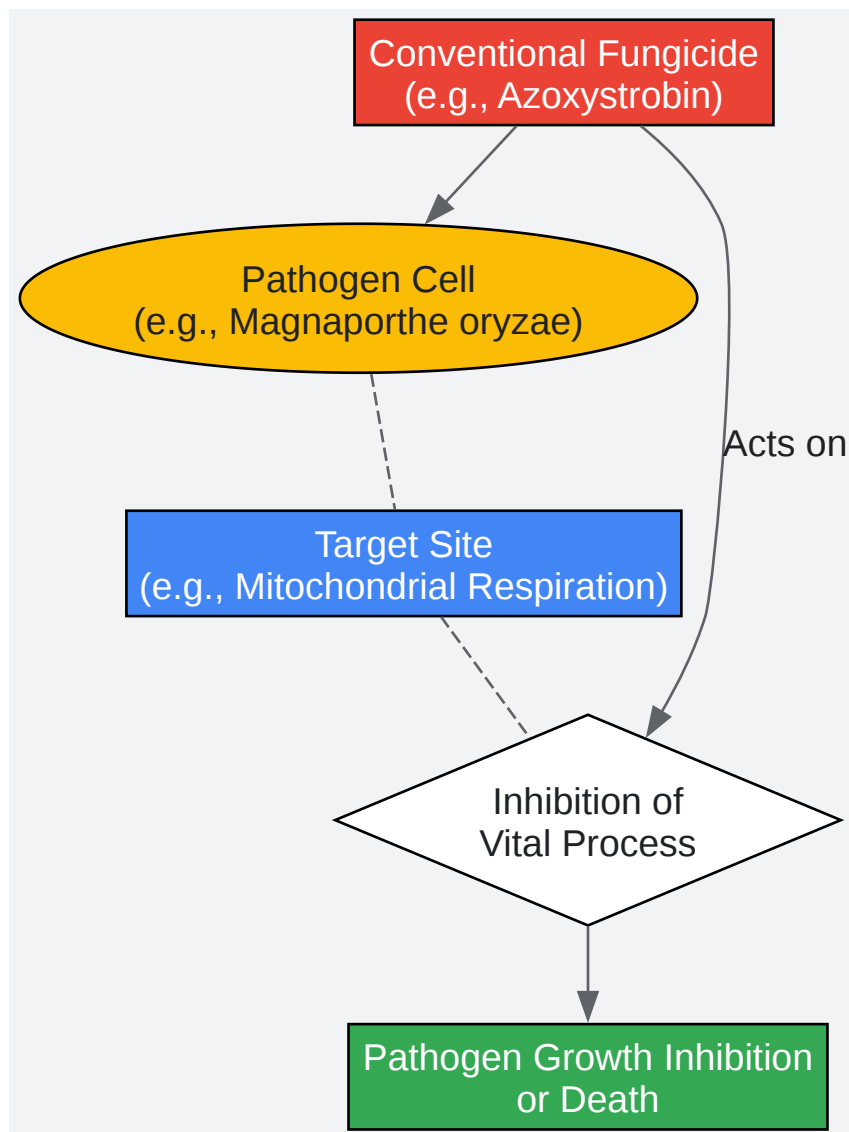 Conventional Fungicide
(e.g., Azoxystrobin)
Pathogen Cell
(e.g., Magnaporthe oryzae)
Acts on
Target Site
(e.g., Mitochondrial Respiration)
Inhibition of
Vital Process
Pathogen Growth Inhibition
or Death